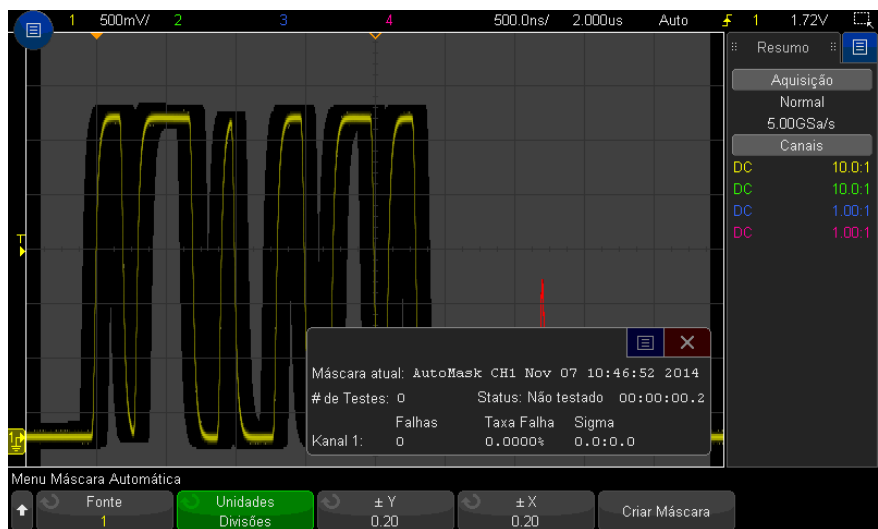 1 500mV/ 2 3 4 500.0ns/ 2.000us Auto 1 1.72V
Resumo
Aquisição
Normal
5.00GSa/s
Canais
DC 10.0:1
DC 10.0:1
DC 1.00:1
DC 1.00:1
T
Máscara atual: AutoMask CH1 Nov 07 10:46:52 2014
# de Testes: 0 Status: Não testado 00:00:00.2
Falhas Taxa Falha Sigma
Kanal 1: 0 0.0000% 0.0:0.0
1
Menu Máscara Automática
Fonte Unidades ± Y ± X Criar Máscara
1 Divisões 0.20 0.20